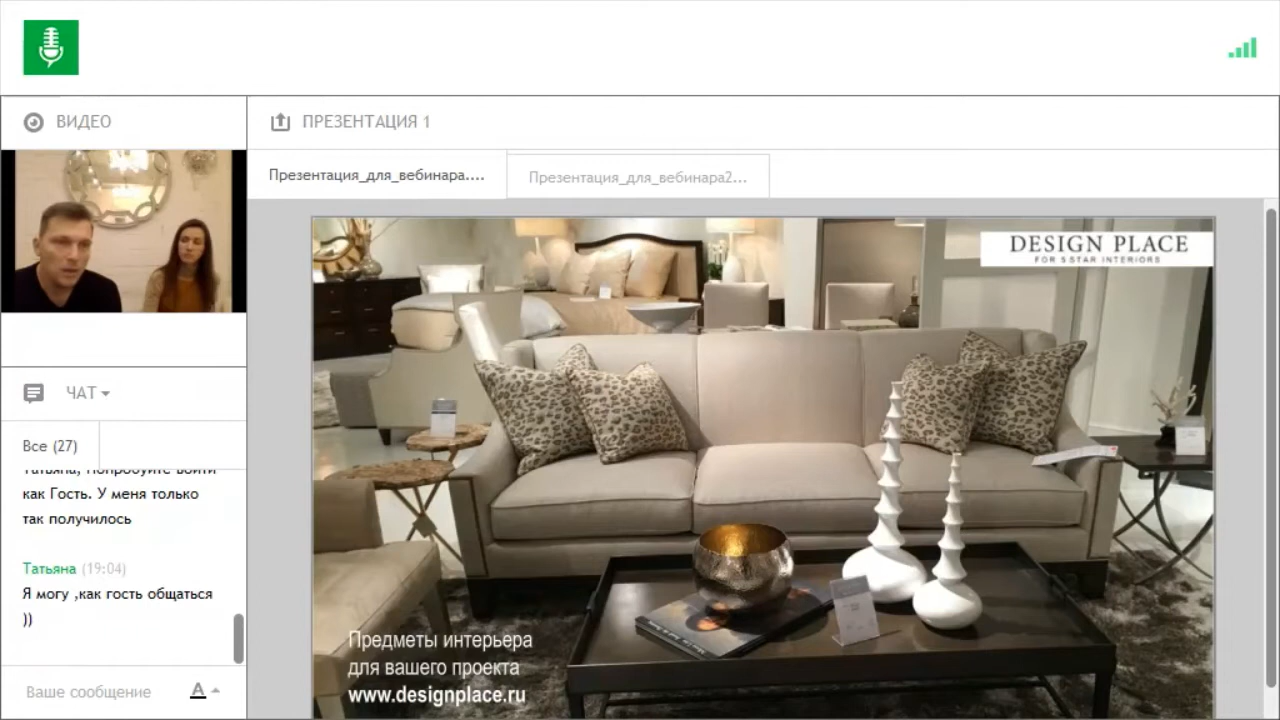 ВИДЕО
ПРЕЗЕНТАЦИЯ 1
Презентация_для_вебинара....
Презентация_для_вебинара2...
DESIGN PLACE
FOR 5 STAR INTERIORS
ЧАТ
Все (27)
Татьяна, Попробуйте войти
как Гость. У меня только
так получилось
Татьяна (19:04)
Я могу ,как гость общаться
))
Ваше сообщение
A
Предметы интерьера
для вашего проекта
www.designplace.ru